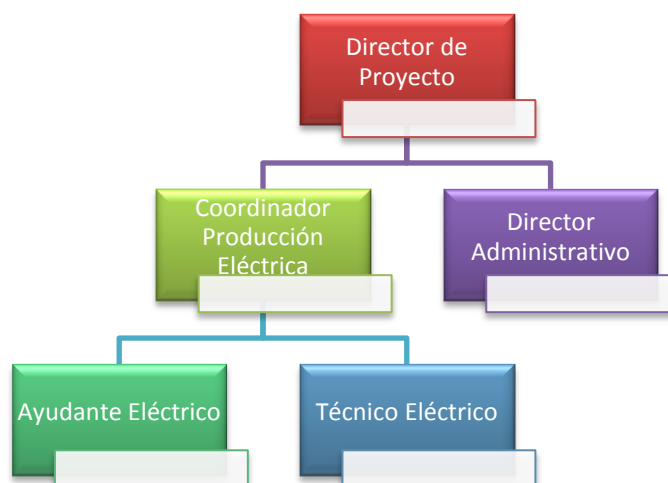 Director de
Proyecto
Coordinador
Producción
Eléctrica
Director
Administrativo
Ayudante Eléctrico
Técnico Eléctrico